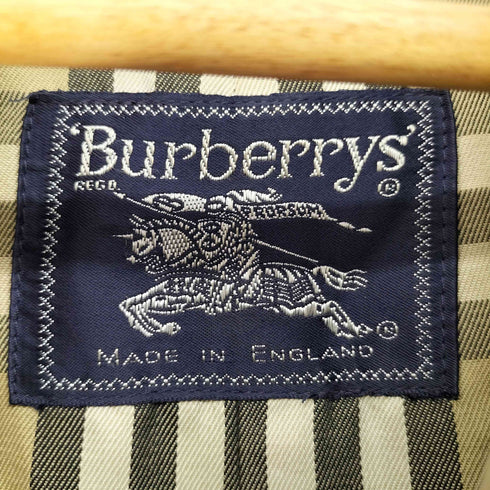 'Burberrys'
REGD. ®
PRORSUM
®
MADE IN ENGLAND